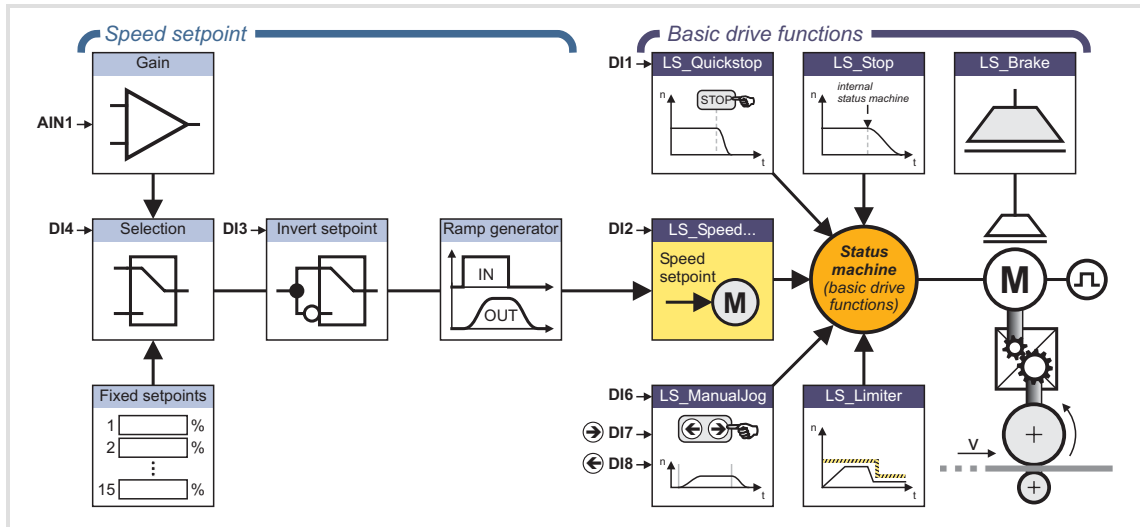 Speed setpoint
Basic drive functions
Gain
AIN1
DI1
LS_Quickstop
n
STOP
t
LS_Stop
n
internal
status machine
t
LS_Brake
DI4
Selection
DI3
Invert setpoint
Ramp generator
IN
OUT
DI2
LS_Speed...
Speed
setpoint
M
Status
machine
(basic drive
functions)
M
Fixed setpoints
1 %
2 %
⋮
15 %
DI6
DI7
DI8
LS_ManualJog
n
t
LS_Limiter
n
t
v